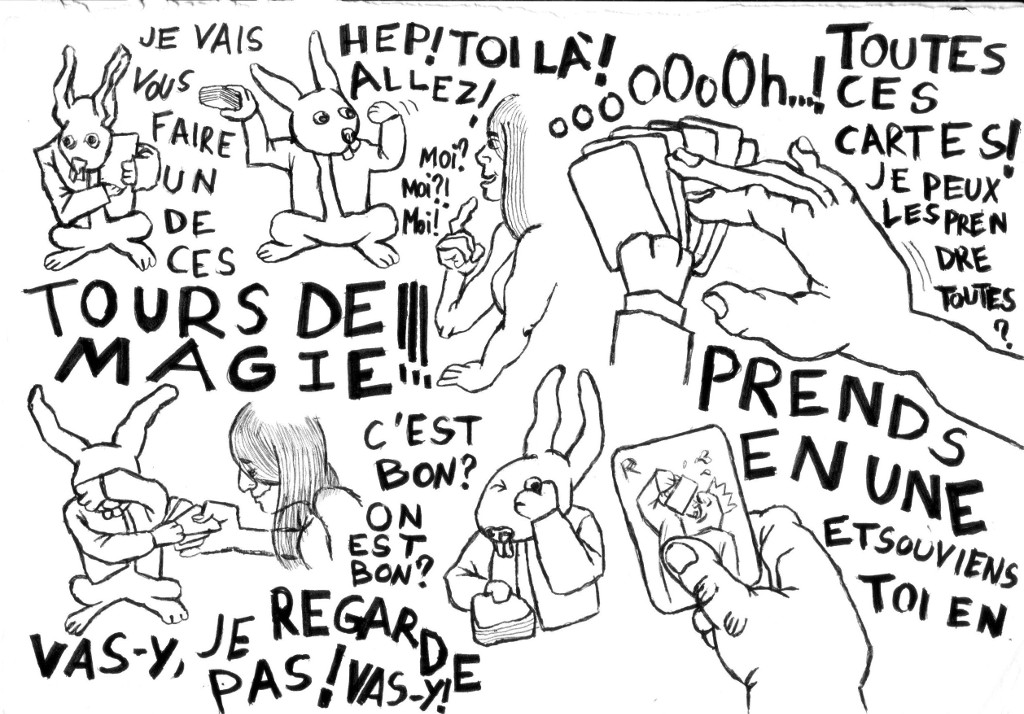 JE VAIS
VOUS
FAIRE
UN
DE
CES
TOURS DE
MAGIE!!!
HEP! TOI LÀ!
ALLEZ!
MOI?
MOI?!
MOI!
ooooOOoOh...!
TOUTES
CES
CARTES!
JE PEUX
LES PREN
DRE
TOUTES
?
PRENDS
EN UNE
ET SOUVIENS
TOI EN
VAS-Y, JE REGARDE
PAS! VAS-Y!
C'EST
BON?
ON
EST
BON?
R